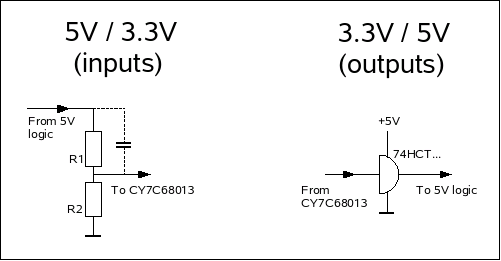 5V / 3.3V
(inputs)
From 5V
logic
R1
To CY7C68013
R2
3.3V / 5V
(outputs)
+5V
74HCT...
From
CY7C68013
To 5V logic